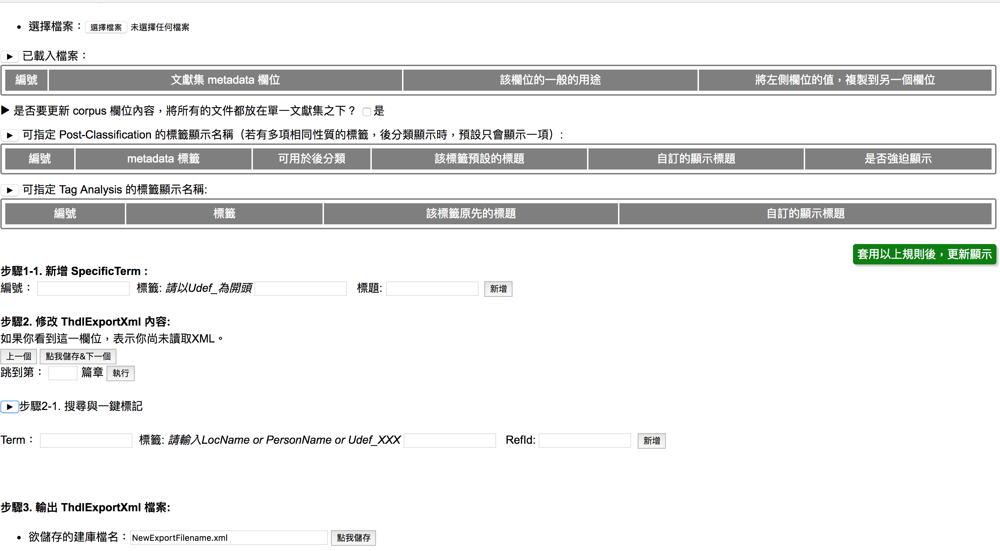 選擇檔案： 選擇檔案 未選擇任何檔案
▶ 已載入檔案：
編號 文獻集 metadata 欄位 該欄位的一般的用途 將左側欄位的值，複製到另一個欄位
▶ 是否要更新 corpus 欄位內容，將所有的文件都放在單一文獻集之下？ 是
▶ 可指定 Post-Classification 的標籤顯示名稱（若有多項相同性質的標籤，後分類顯示時，預設只會顯示一項）:
編號 metadata 標籤 可用於後分類 該標籤預設的標題 自訂的顯示標題 是否強迫顯示
▶ 可指定 Tag Analysis 的標籤顯示名稱:
編號 標籤 該標籤原先的標題 自訂的顯示標題
套用以上規則後，更新顯示
步驟1-1. 新增 SpecificTerm :
編號： 標籤: 請以Udef_為開頭 標題: 新增
步驟2. 修改 ThdlExportXml 內容:
如果你看到這一欄位，表示你尚未讀取XML。
上一個 點我儲存&下一個
跳到第： 篇章 執行
▶步驟2-1. 搜尋與一鍵標記
Term： 標籤: 請輸入LocName or PersonName or Udef_XXX RefId: 新增
步驟3. 輸出 ThdlExportXml 檔案:
欲儲存的建庫檔名： NewExportFilename.xml 點我儲存